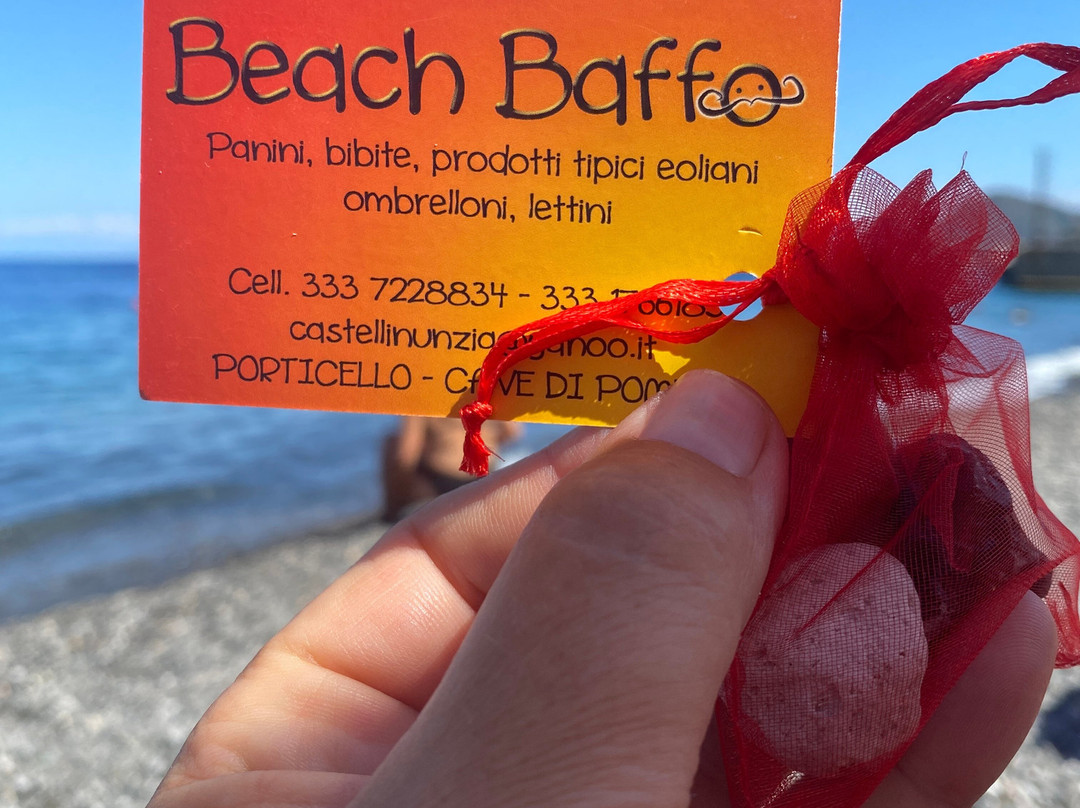 Beach Baffo
Panini, bibite, prodotti tipici eoliani
ombrelloni, lettini
Cell. 333 7228834 - 333
PORTICELLO - CAVE DI